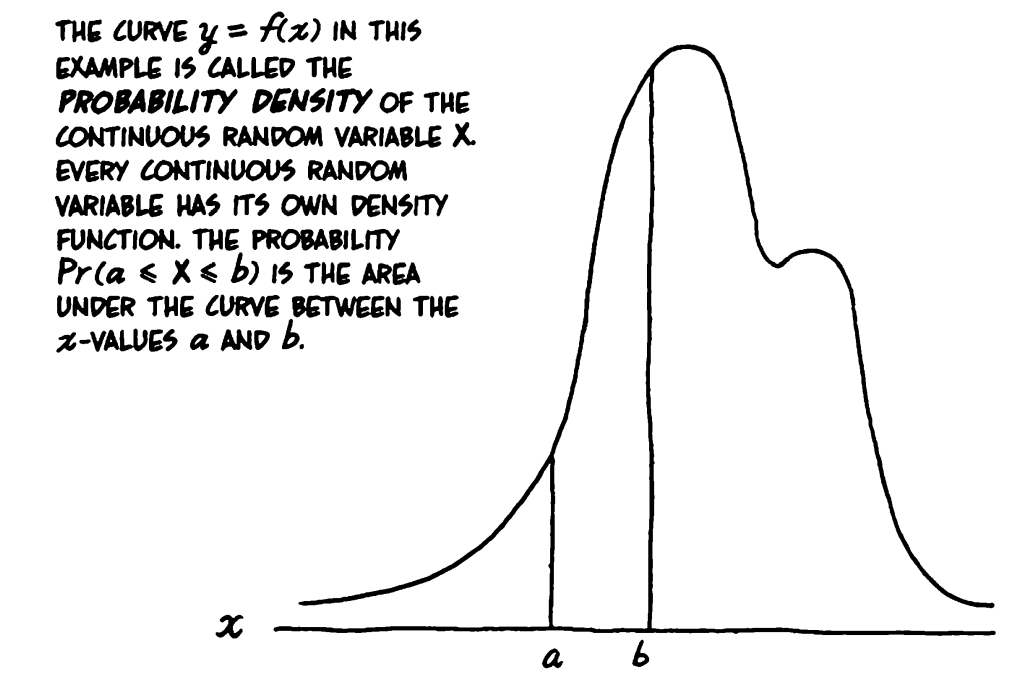 THE CURVE y = f(x) IN THIS
EXAMPLE IS CALLED THE
PROBABILITY DENSITY OF THE
CONTINUOUS RANDOM VARIABLE X.
EVERY CONTINUOUS RANDOM
VARIABLE HAS ITS OWN DENSITY
FUNCTION. THE PROBABILITY
Pr(a ≤ X ≤ b) IS THE AREA
UNDER THE CURVE BETWEEN THE
x-VALUES a AND b.
x
a b